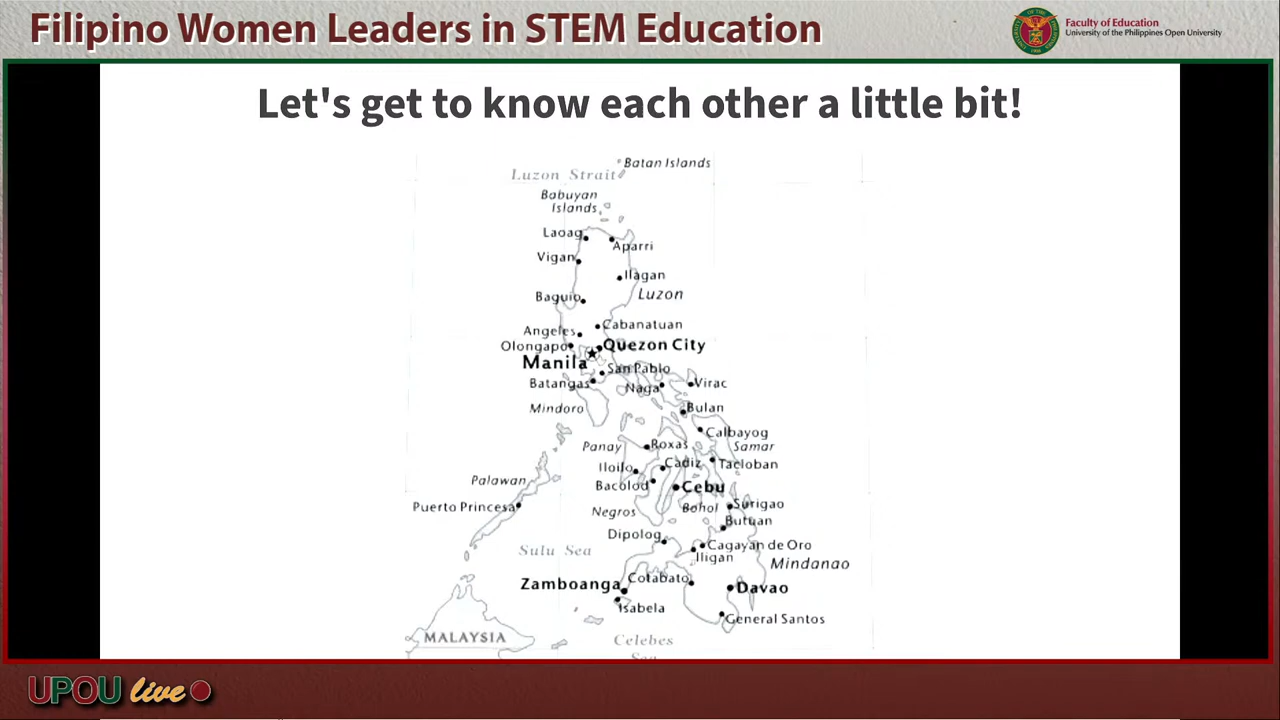 Filipino Women Leaders in STEM Education
Faculty of Education
University of the Philippines Open University
Let's get to know each other a little bit!
Batan Islands
Luzon Strait
Babuyan
Islands
Laoag
Aparri
Vigan
Ilagan
Luzon
Baguio
Cabanatuan
Angeles
Quezon City
Olongapo
Manila
San Pablo
Batangas
Naga
Virac
Mindoro
Bulan
Calbayog
Panay
Roxas
Samar
Iloilo
Cadiz
Tacloban
Palawan
Bacolod
Cebu
Puerto Princesa
Negros
Bohol
Surigao
Butuan
Dipolog
Sulu Sea
Cagayan de Oro
Iligan
Mindanao
Zamboanga
Cotabato
Davao
Isabela
General Santos
MALAYSIA
Celebes
Sea
UPOU live